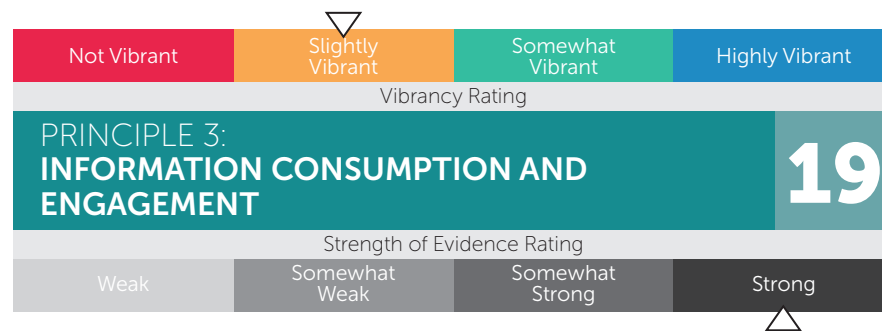 Not Vibrant
Slightly
Vibrant
Somewhat
Vibrant
Highly Vibrant
Vibrancy Rating
PRINCIPLE 3:
INFORMATION CONSUMPTION AND
ENGAGEMENT
19
Strength of Evidence Rating
Weak
Somewhat
Weak
Somewhat
Strong
Strong